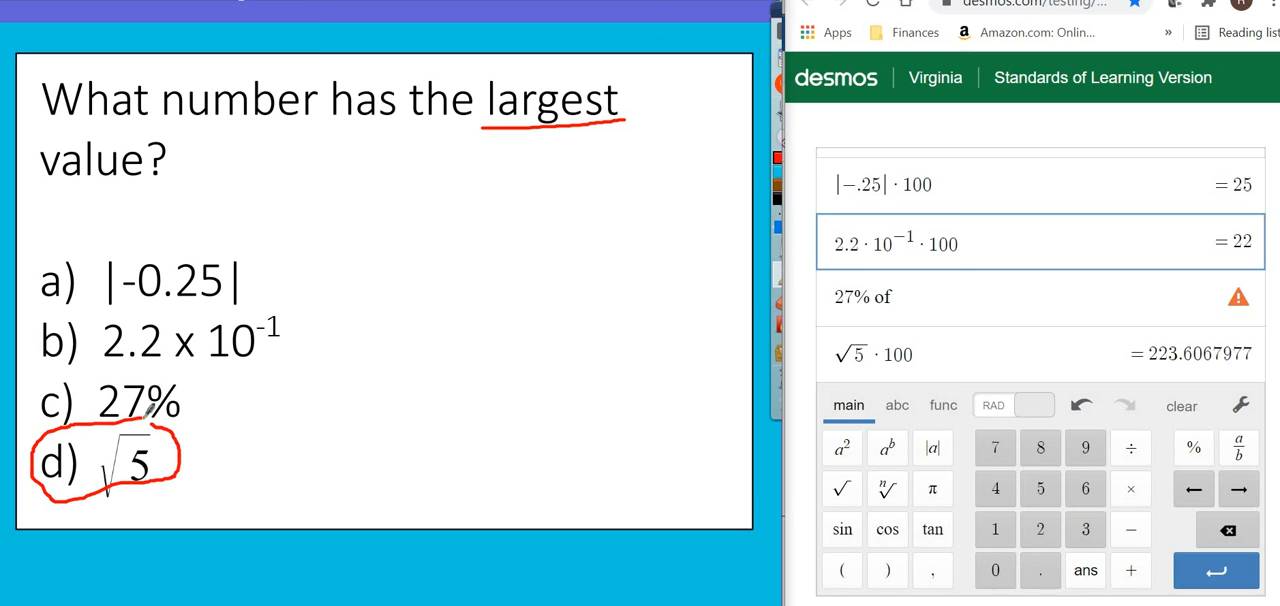 What number has the largest
value?
a) |-0.25|
b) 2.2 x 10⁻¹
c) 27%
d) √5
desmos.com/testing/...
Apps Finances Amazon.com: Onlin... » Reading list
desmos Virginia Standards of Learning Version
|−.25| · 100 = 25
2.2 · 10⁻¹ · 100 = 22
27% of
√5 · 100 = 223.6067977
main abc func RAD clear
a² aᵇ |a| 7 8 9 ÷ % a/b
√ ⁿ√ π 4 5 6 × ← →
sin cos tan 1 2 3 −
( ) , 0 . ans +